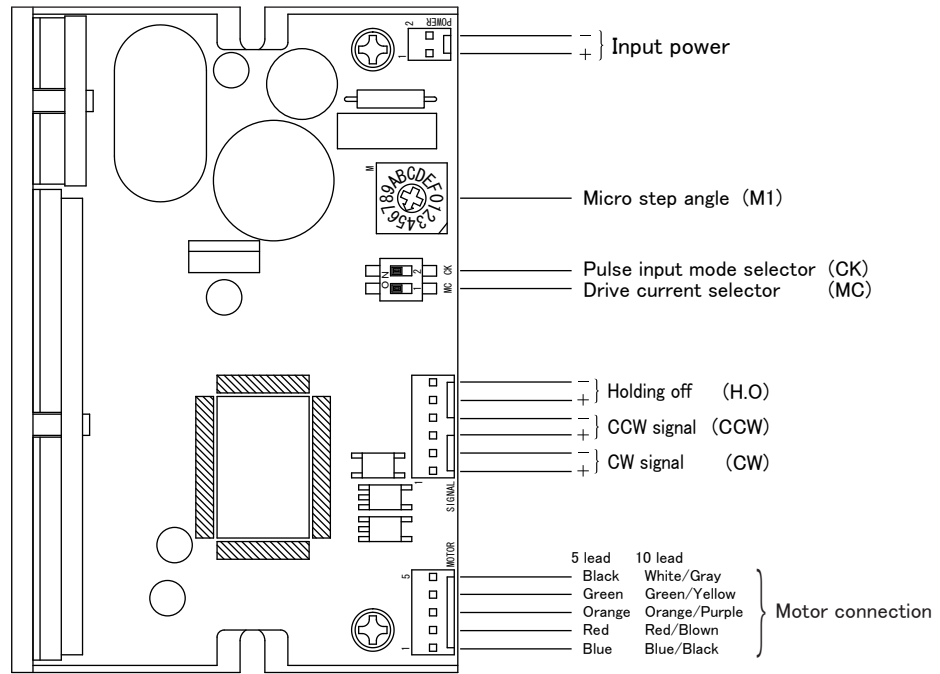 2
POWER
1
− 
+
Input power
M
0123456789ABCDEF
Micro step angle (M1)
ON
2
CK
1
MC
Pulse input mode selector (CK)
Drive current selector (MC)
−
+
Holding off (H.O)
−
+
CCW signal (CCW)
−
+
CW signal (CW)
1
SIGNAL
MOTOR
5
1
5 lead 10 lead
Black White/Gray
Green Green/Yellow
Orange Orange/Purple
Red Red/Blown
Blue Blue/Black
Motor connection